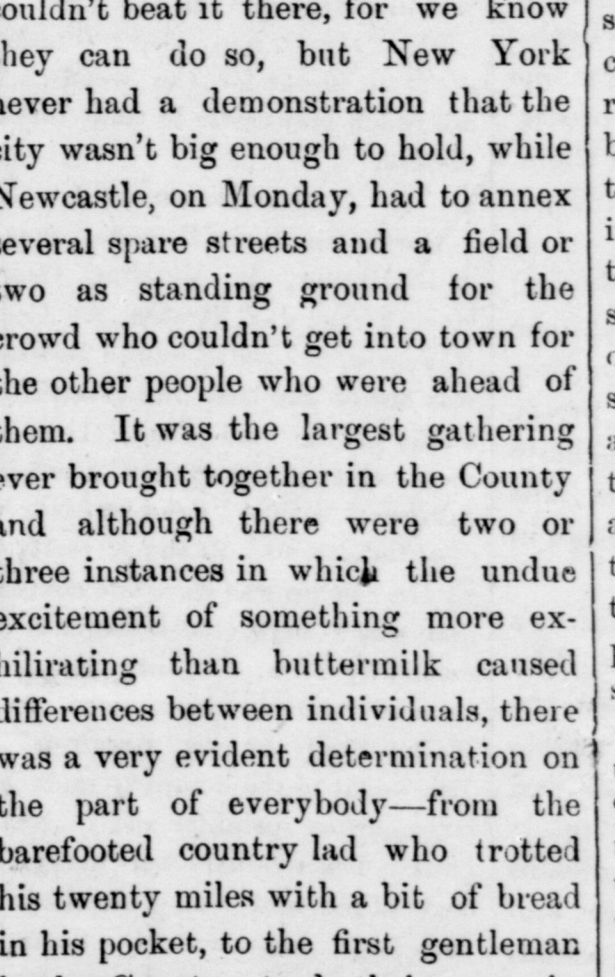 couldn't beat it there, for we know
they can do so, but New York
never had a demonstration that the
city wasn't big enough to hold, while
Newcastle, on Monday, had to annex
several spare streets and a field or
two as standing ground for the
crowd who couldn't get into town for
the other people who were ahead of
them. It was the largest gathering
ever brought together in the County
and although there were two or
three instances in which the undue
excitement of something more ex-
hilirating than buttermilk caused
differences between individuals, there
was a very evident determination on
the part of everybody—from the
barefooted country lad who trotted
his twenty miles with a bit of bread
in his pocket, to the first gentleman